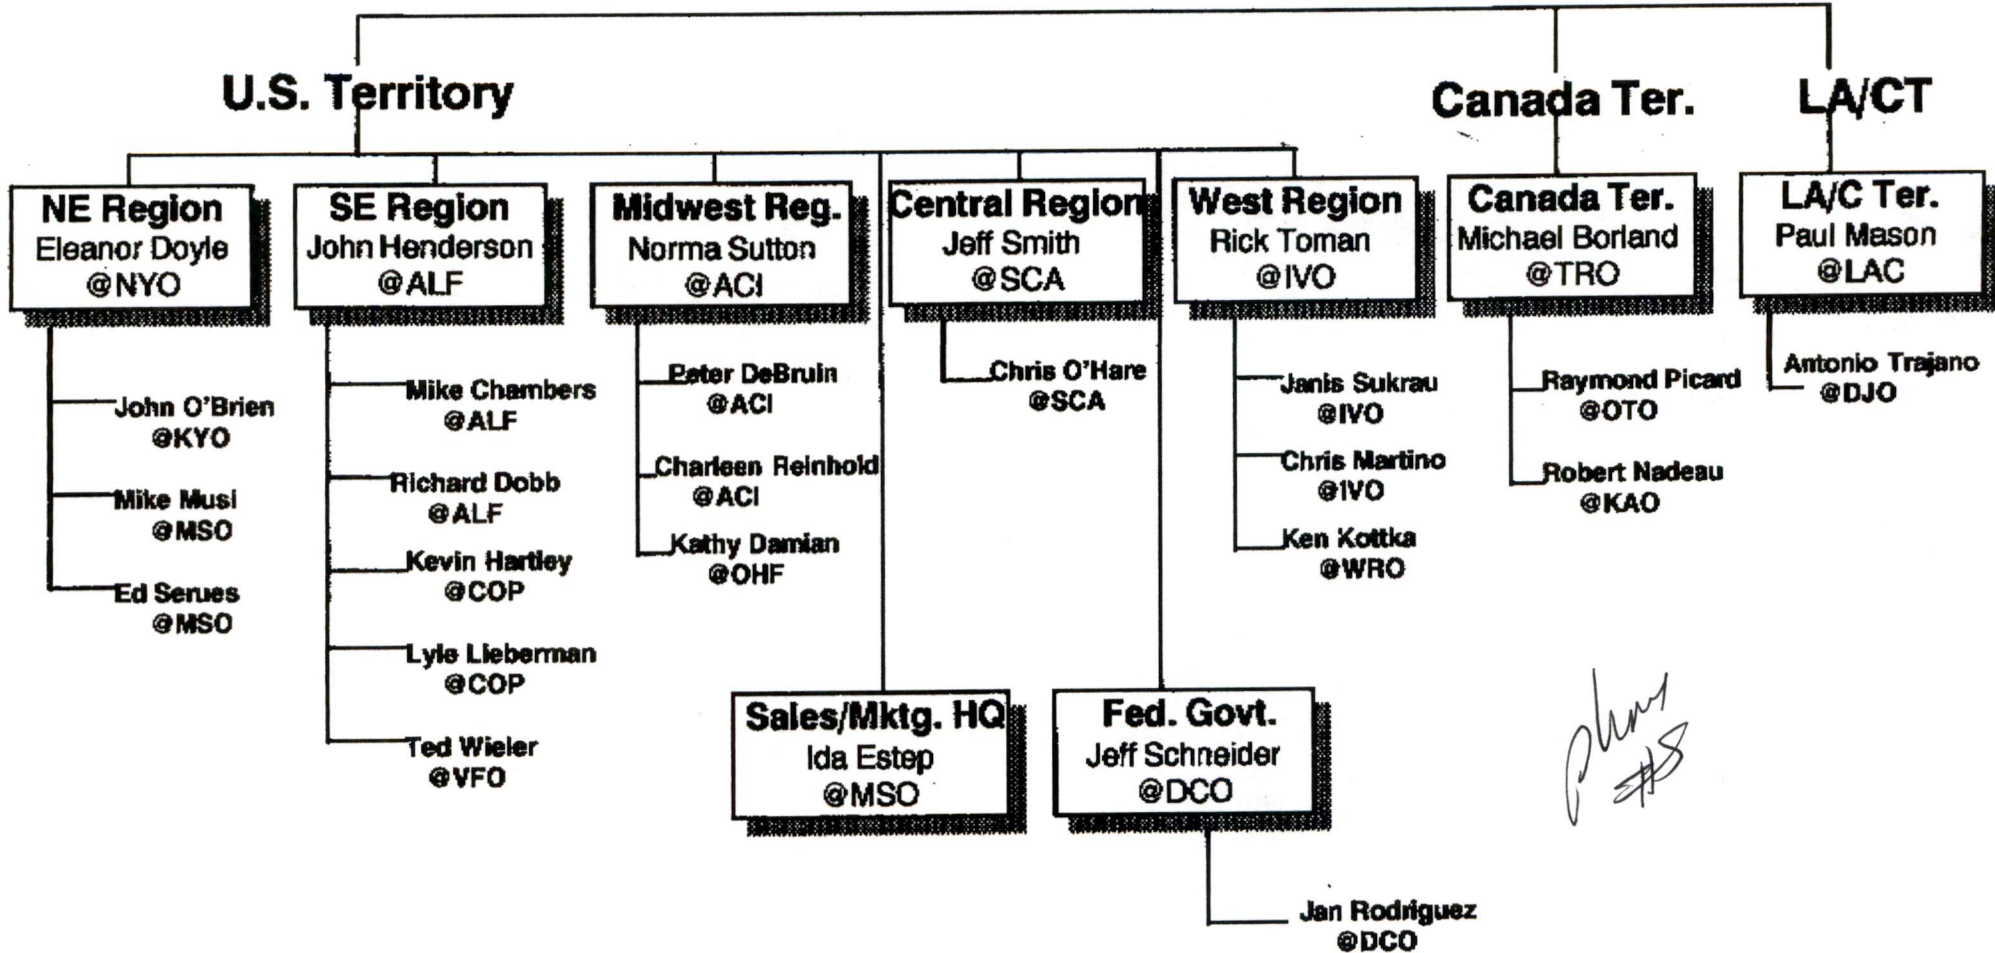 U.S. Territory
Canada Ter.
LA/CT
NE Region
Eleanor Doyle
@NYO
John O'Brien
@KYO
Mike Musi
@MSO
Ed Serues
@MSO
SE Region
John Henderson
@ALF
Mike Chambers
@ALF
Richard Dobb
@ALF
Kevin Hartley
@COP
Lyle Lieberman
@COP
Ted Wieler
@VFO
Midwest Reg.
Norma Sutton
@ACI
Peter DeBruin
@ACI
Charleen Reinhold
@ACI
Kathy Damian
@OHF
Central Region
Jeff Smith
@SCA
Chris O'Hare
@SCA
West Region
Rick Toman
@IVO
Janis Sukrau
@IVO
Chris Martino
@IVO
Ken Kottka
@WRO
Canada Ter.
Michael Borland
@TRO
Raymond Picard
@OTO
Robert Nadeau
@KAO
LA/C Ter.
Paul Mason
@LAC
Antonio Trajano
@DJO
Sales/Mktg. HQ
Ida Estep
@MSO
Fed. Govt.
Jeff Schneider
@DCO
Jan Rodriguez
@DCO